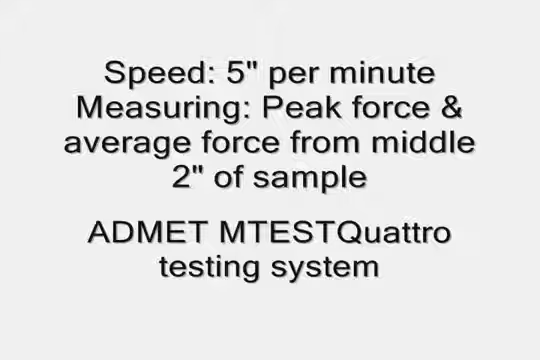 Speed: 5" per minute
Measuring: Peak force &
average force from middle
2" of sample
ADMET MTESTQuattro
testing system